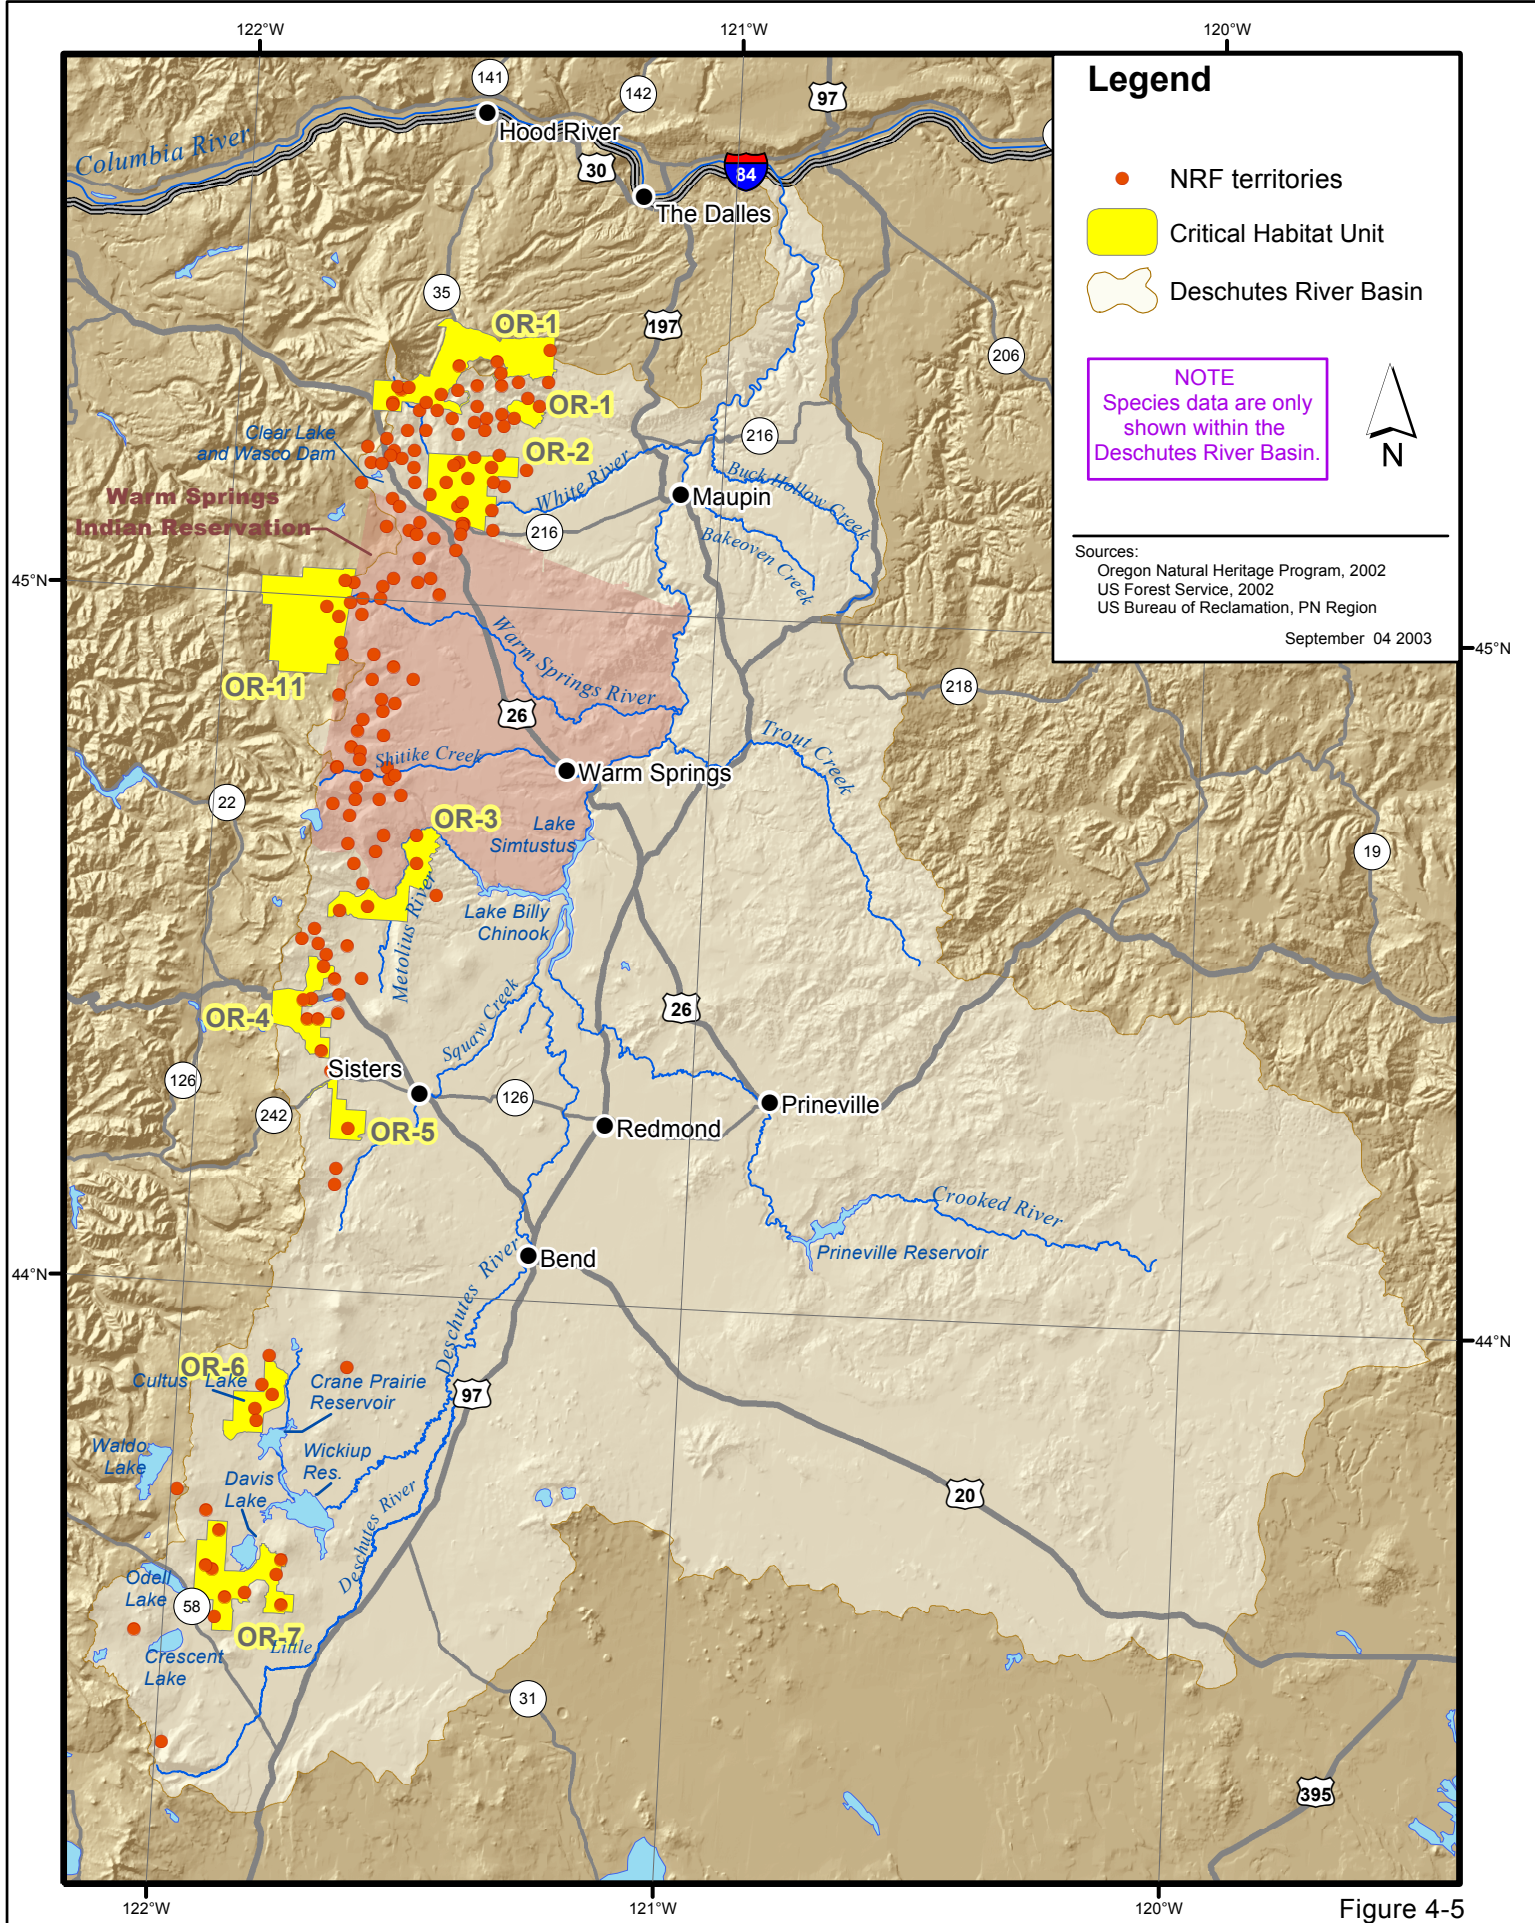 122°W
121°W
120°W
Legend
NRF territories
Critical Habitat Unit
Deschutes River Basin
NOTE
Species data are only
shown within the
Deschutes River Basin.
N
Sources:
Oregon Natural Heritage Program, 2002
US Forest Service, 2002
US Bureau of Reclamation, PN Region
September 04 2003
141
142
97
Hood River
Columbia River
30
84
The Dalles
35
197
206
OR-1
OR-1
216
Clear Lake
and Wasco Dam
OR-2
White River
Buck Hollow Creek
Warm Springs
Indian Reservation
Maupin
216
Bakeoven Creek
45°N
45°N
Warm Springs River
OR-11
218
26
Trout Creek
Shitike Creek
Warm Springs
22
OR-3
Lake
Simtustus
19
Metolius River
Lake Billy
Chinook
Squaw Creek
26
OR-4
Sisters
126
126
242
OR-5
Redmond
Prineville
Crooked River
Prineville Reservoir
Bend
44°N
44°N
Deschutes River
OR-6
Cultus Lake
Crane Prairie
Reservoir
97
Waldo
Lake
Wickiup
Res.
Davis
Lake
20
Deschutes River
Odell
Lake
58
OR-7
Little
Crescent
Lake
31
395
122°W
121°W
120°W
Figure 4-5